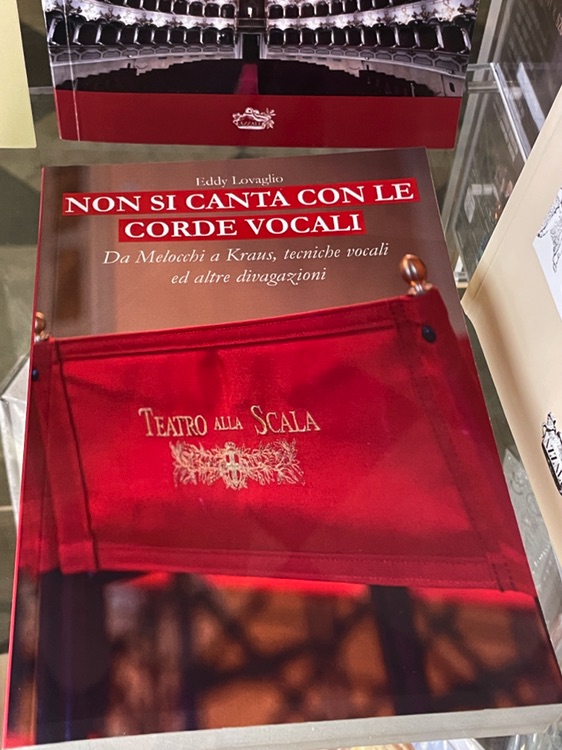 AZZALI
Eddy Lovaglio
NON SI CANTA CON LE
CORDE VOCALI
Da Melocchi a Kraus, tecniche vocali
ed altre divagazioni
TEATRO ALLA SCALA